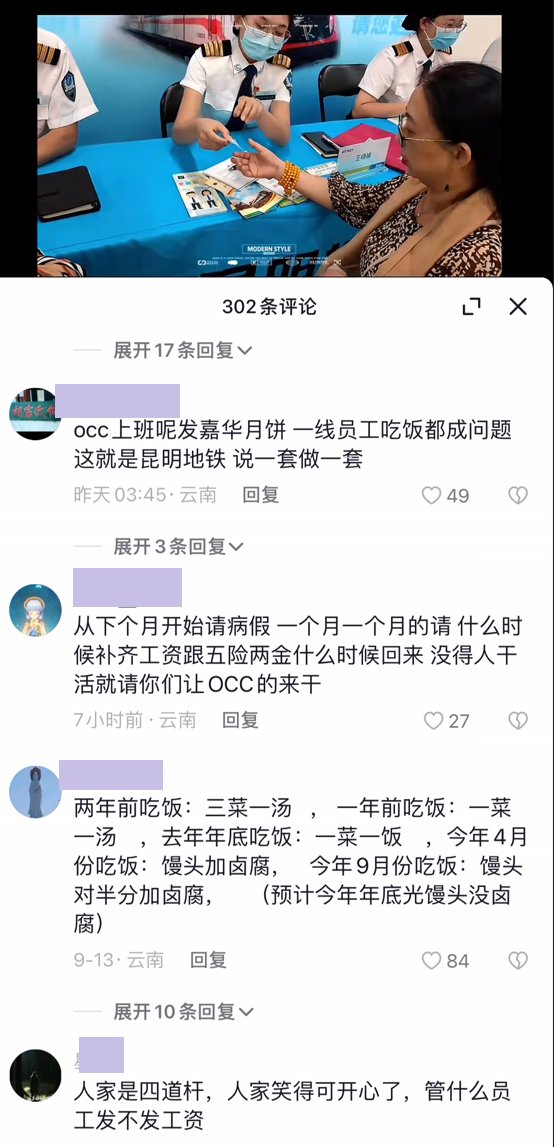 请您
MODERN STYLE
302条评论
展开17条回复
occ上班呢发嘉华月饼 一线员工吃饭都成问题
这就是昆明地铁 说一套做一套
昨天 03:45 · 云南 回复
49
展开3条回复
从下个月开始请病假 一个月一个月的请 什么时
候补齐工资跟五险两金什么时候回来 没得人干
活就请你们让OCC的来干
7小时前 · 云南 回复
27
两年前吃饭：三菜一汤 ，一年前吃饭：一菜
一汤 ，去年年底吃饭：一菜一饭 ，今年4月
份吃饭：馒头加卤腐， 今年9月份吃饭：馒头
对半分加卤腐， （预计今年年底光馒头没卤
腐）
9-13 · 云南 回复
84
展开10条回复
人家是四道杆，人家笑得可开心了，管什么员
工发不发工资